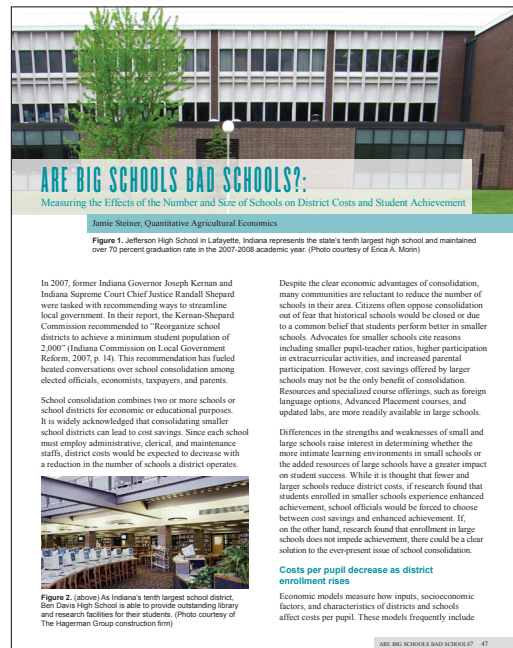 ARE BIG SCHOOLS BAD SCHOOLS?:
Measuring the Effects of the Number and Size of Schools on District Costs and Student Achievement
Jamie Steiner, Quantitative Agricultural Economics
Figure 1. Jefferson High School in Lafayette, Indiana represents the state's tenth largest high school and maintained
over 70 percent graduation rate in the 2007-2008 academic year. (Photo courtesy of Erica A. Morin)
In 2007, former Indiana Governor Joseph Kernan and
Indiana Supreme Court Chief Justice Randall Shepard
were tasked with recommending ways to streamline
local government. In their report, the Kernan-Shepard
Commission recommended to “Reorganize school
districts to achieve a minimum student population of
2,000” (Indiana Commission on Local Government
Reform, 2007, p. 14). This recommendation has fueled
heated conversations over school consolidation among
elected officials, economists, taxpayers, and parents.
School consolidation combines two or more schools or
school districts for economic or educational purposes.
It is widely acknowledged that consolidating smaller
school districts can lead to cost savings. Since each school
must employ administrative, clerical, and maintenance
staffs, district costs would be expected to decrease with
a reduction in the number of schools a district operates.
Figure 2. (above) As Indiana's tenth largest school district,
Ben Davis High School is able to provide outstanding library
and research facilities for their students. (Photo courtesy of
The Hagerman Group construction firm)
Despite the clear economic advantages of consolidation,
many communities are reluctant to reduce the number of
schools in their area. Citizens often oppose consolidation
out of fear that historical schools would be closed or due
to a common belief that students perform better in smaller
schools. Advocates for smaller schools cite reasons
including smaller pupil-teacher ratios, higher participation
in extracurricular activities, and increased parental
participation. However, cost savings offered by larger
schools may not be the only benefit of consolidation.
Resources and specialized course offerings, such as foreign
language options, Advanced Placement courses, and
updated labs, are more readily available in large schools.
Differences in the strengths and weaknesses of small and
large schools raise interest in determining whether the
more intimate learning environments in small schools or
the added resources of large schools have a greater impact
on student success. While it is thought that fewer and
larger schools reduce district costs, if research found that
students enrolled in smaller schools experience enhanced
achievement, school officials would be forced to choose
between cost savings and enhanced achievement. If,
on the other hand, research found that enrollment in large
schools does not impede achievement, there could be a clear
solution to the ever-present issue of school consolidation.
Costs per pupil decrease as district
enrollment rises
Economic models measure how inputs, socioeconomic
factors, and characteristics of districts and schools
affect costs per pupil. These models frequently include
ARE BIG SCHOOLS BAD SCHOOLS? 47